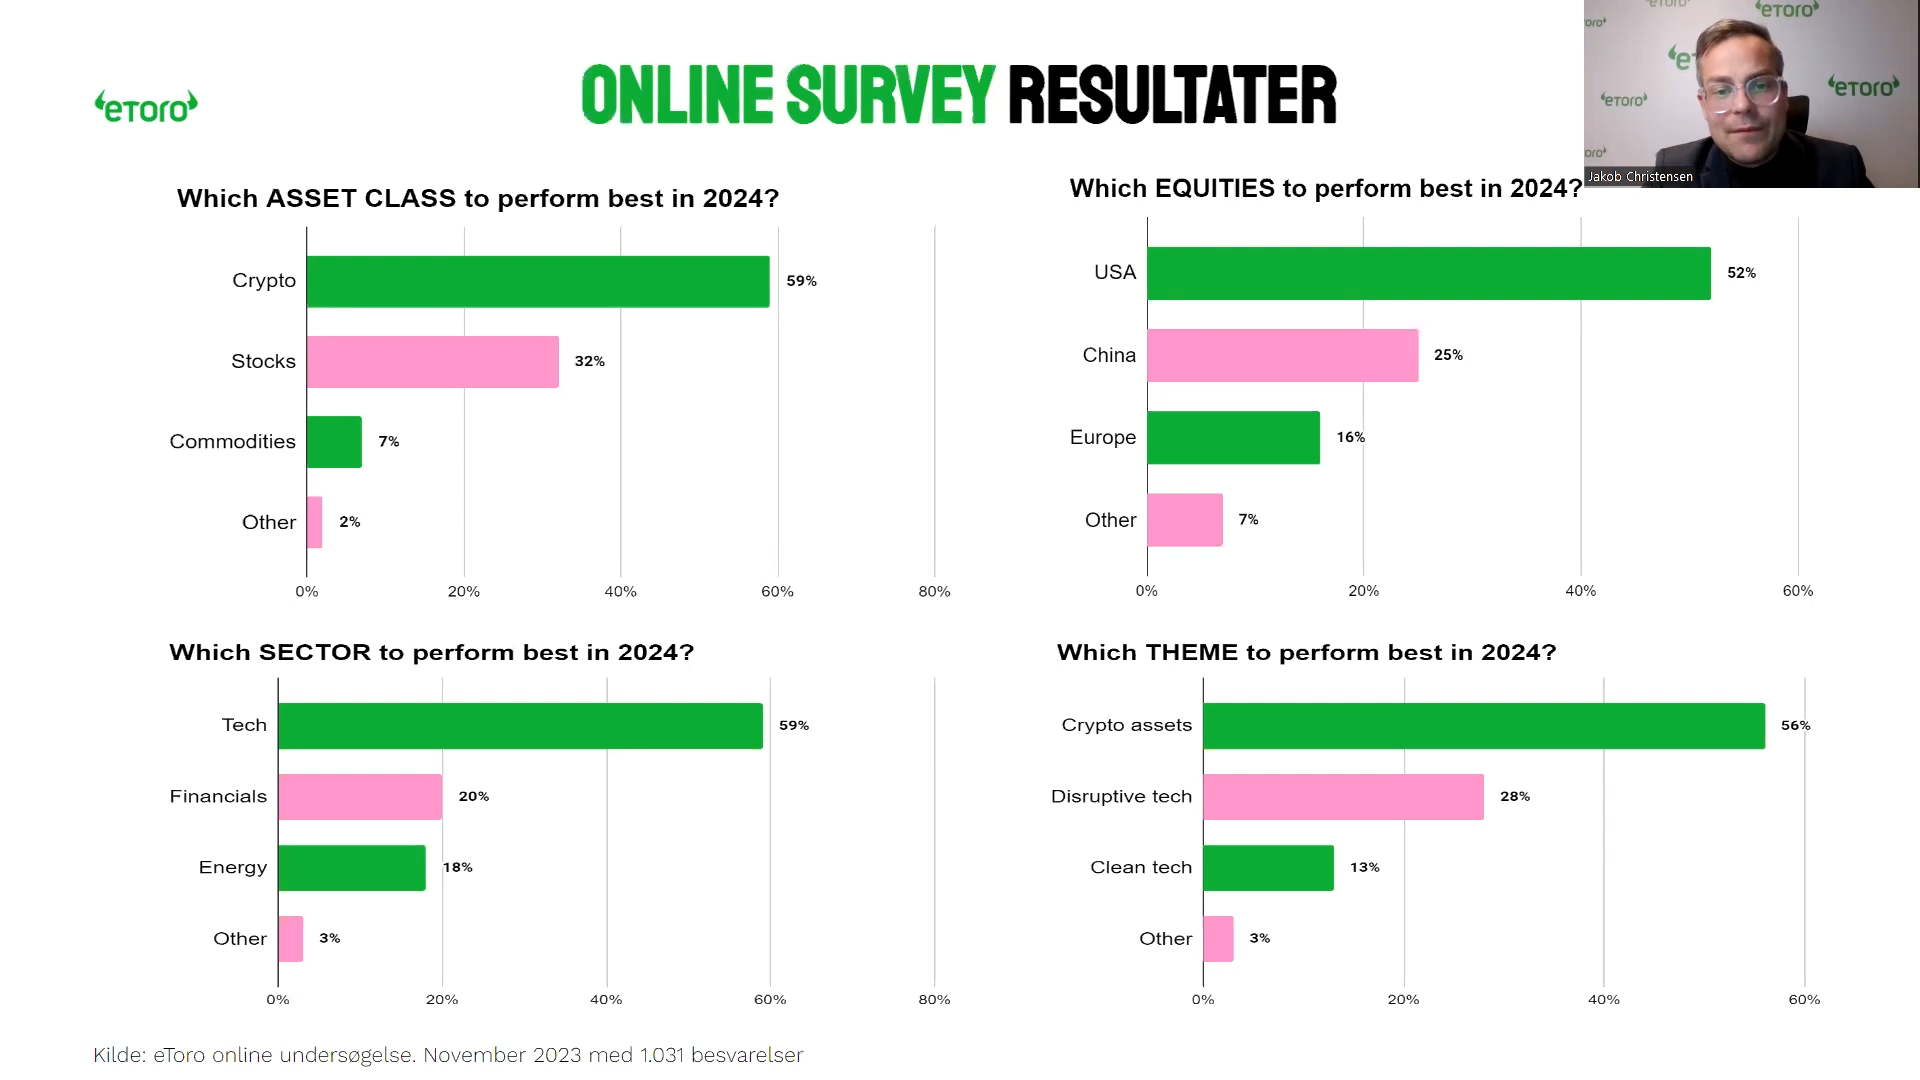 eToro
ONLINE SURVEY RESULTATER
eToro
eToro
eToro
eToro
Jakob Christensen
Which ASSET CLASS to perform best in 2024?
Crypto 59%
Stocks 32%
Commodities 7%
Other 2%
0% 20% 40% 60% 80%
Which EQUITIES to perform best in 2024?
USA 52%
China 25%
Europe 16%
Other 7%
0% 20% 40% 60%
Which SECTOR to perform best in 2024?
Tech 59%
Financials 20%
Energy 18%
Other 3%
0% 20% 40% 60% 80%
Which THEME to perform best in 2024?
Crypto assets 56%
Disruptive tech 28%
Clean tech 13%
Other 3%
0% 20% 40% 60%
Kilde: eToro online undersøgelse. November 2023 med 1.031 besvarelser